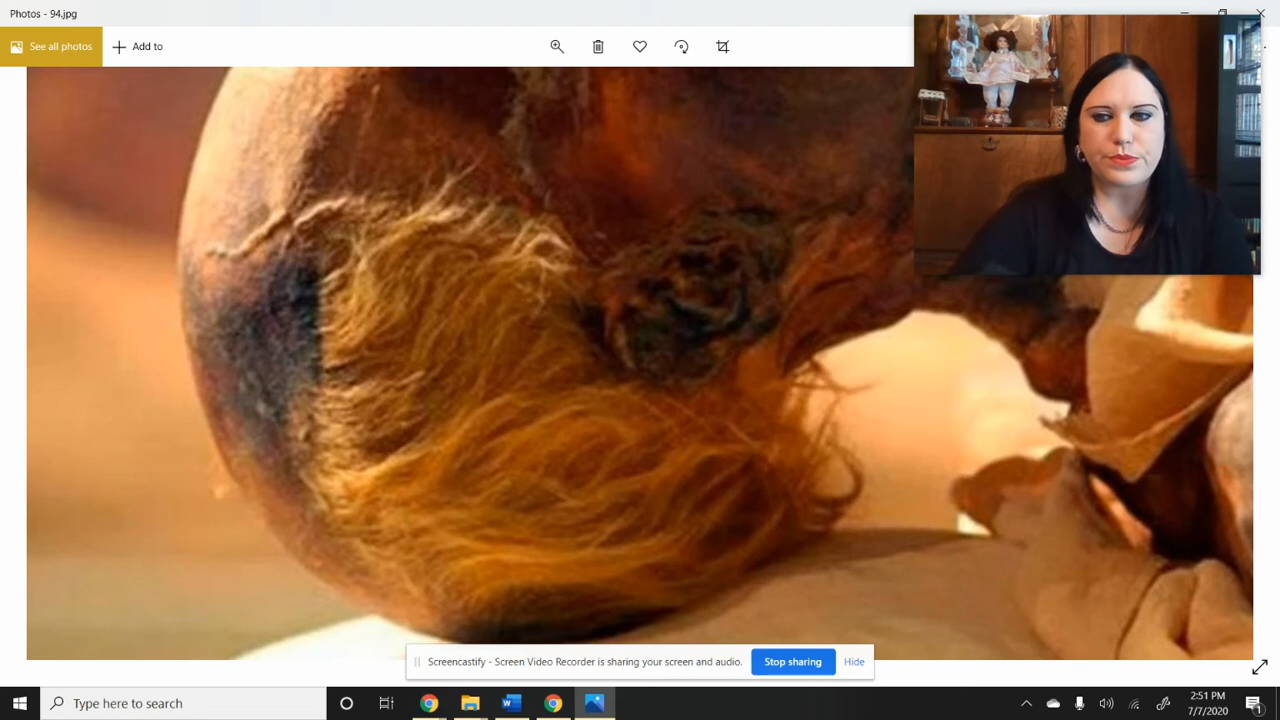 Photos - 94.jpg
See all photos
Add to
Screencastify - Screen Video Recorder is sharing your screen and audio.
Stop sharing
Hide
Type here to search
2:51 PM
7/7/2020
1